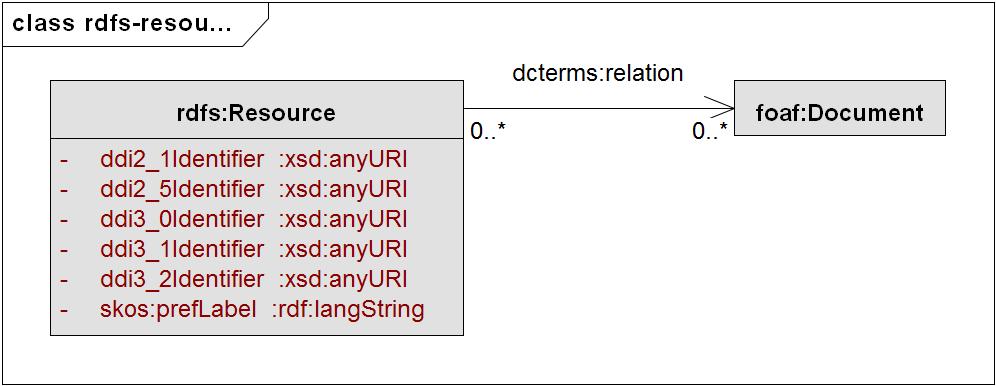 class rdfs-resou...
dcterms:relation
rdfs:Resource
foaf:Document
0..*
0..*
- ddi2_1Identifier :xsd:anyURI
- ddi2_5Identifier :xsd:anyURI
- ddi3_0Identifier :xsd:anyURI
- ddi3_1Identifier :xsd:anyURI
- ddi3_2Identifier :xsd:anyURI
- skos:prefLabel :rdf:langString